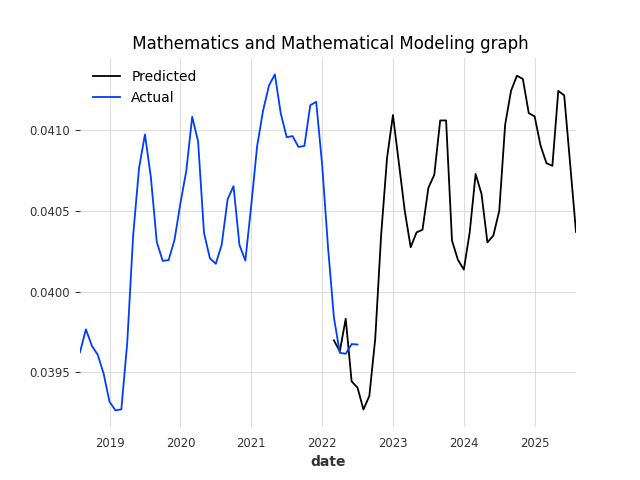 Mathematics and Mathematical Modeling graph
Predicted
Actual
0.0410
0.0405
0.0400
0.0395
2019 2020 2021 2022 2023 2024 2025
date